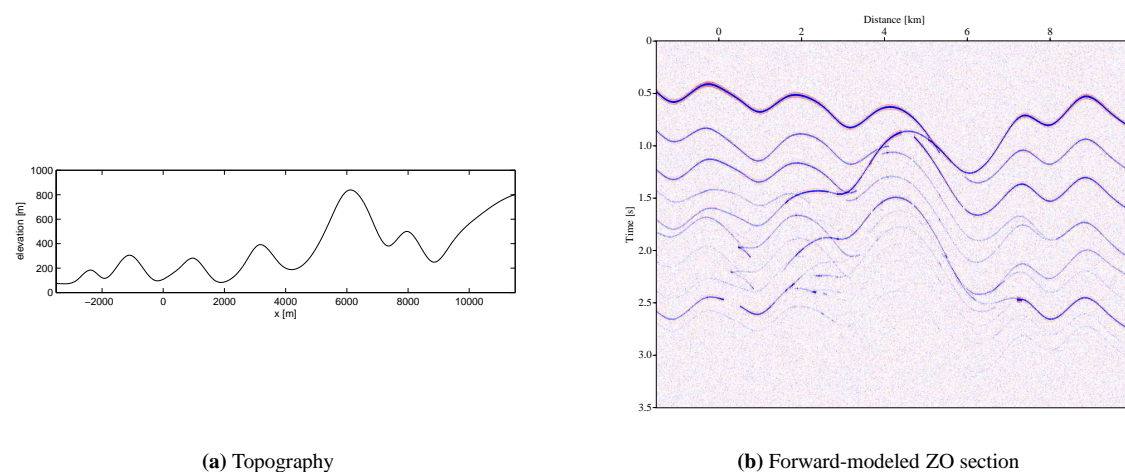 1000
800
600
400
200
0
elevation [m]
−2000 0 2000 4000 6000 8000 10000
x [m]
(a) Topography
Distance [km]
0 2 4 6 8
0
0.5
1.0
1.5
2.0
2.5
3.0
3.5
Time [s]
(b) Forward-modeled ZO section